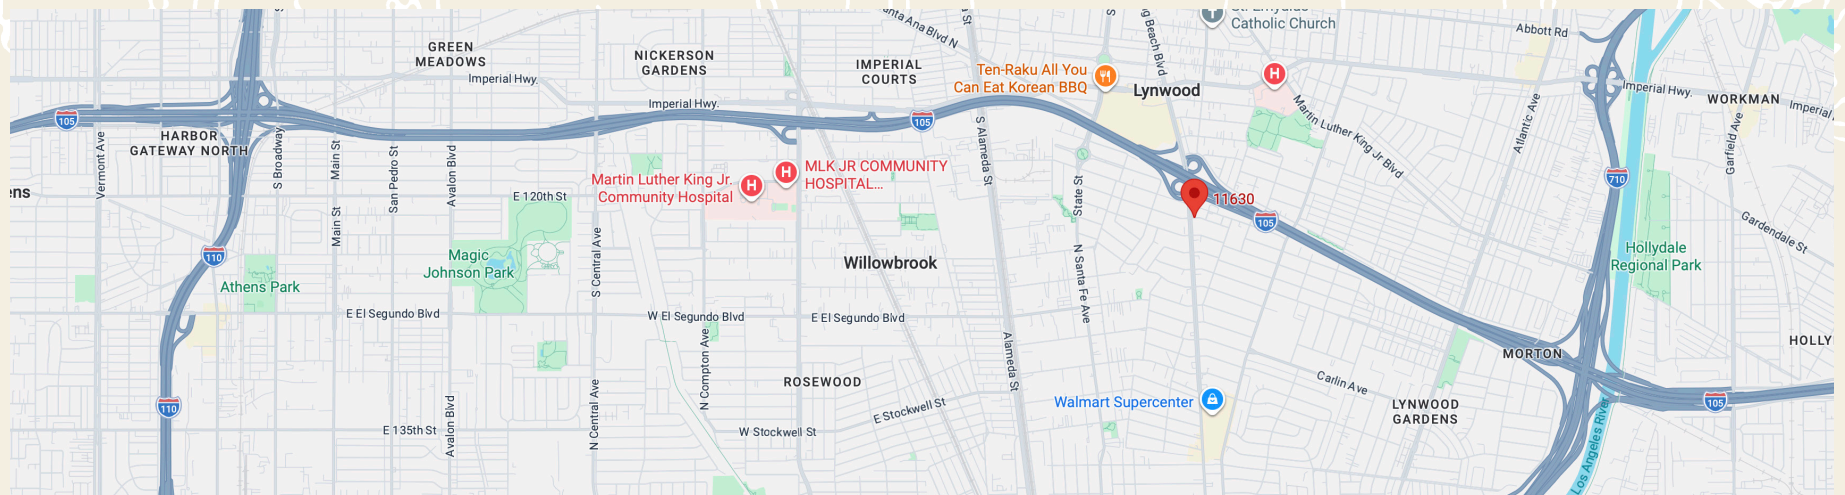 St. Emydius
Catholic Church
Abbott Rd
GREEN
MEADOWS
NICKERSON
GARDENS
IMPERIAL
COURTS
Ten-Raku All You
Can Eat Korean BBQ
Lynwood
Imperial Hwy.
Imperial Hwy.
Imperial Hwy.
Imperial
WORKMAN
105
105
HARBOR
GATEWAY NORTH
Vermont Ave
S Broadway
Main St
San Pedro St
Avalon Blvd
S Alameda St
Martin Luther King Jr Blvd
Atlantic Ave
Garfield Ave
Martin Luther King Jr.
Community Hospital
MLK JR COMMUNITY
HOSPITAL...
E 120th St
State St
11630
710
105
Main St
110
Magic
Johnson Park
S Central Ave
Willowbrook
N Santa Fe Ave
Hollydale
Regional Park
Gardendale St
Athens Park
E El Segundo Blvd
W El Segundo Blvd
E El Segundo Blvd
HOLLY
MORTON
N Compton Ave
Alameda St
ROSEWOOD
Carlin Ave
110
Avalon Blvd
N Central Ave
E Stockwell St
Walmart Supercenter
LYNWOOD
GARDENS
105
E 135th St
W Stockwell St
Los Angeles River